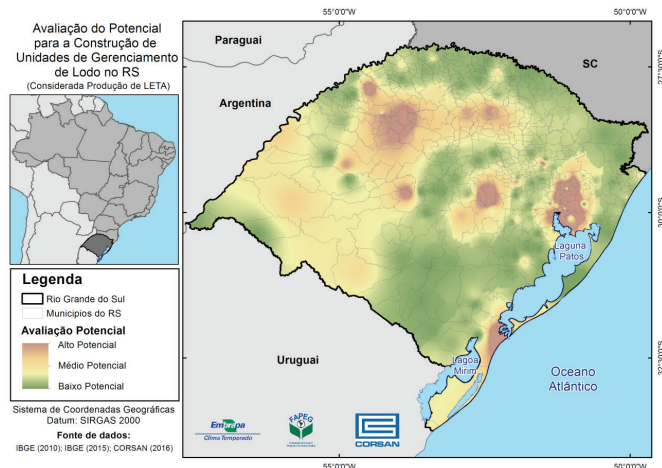 Avaliação do Potencial
para a Construção de
Unidades de Gerenciamento
de Lodo no RS
(Considerada Produção de LETA)
Legenda
Rio Grande do Sul
Municipios do RS
Avaliação Potencial
Alto Potencial
Médio Potencial
Baixo Potencial
Sistema de Coordenadas Geográficas
Datum: SIRGAS 2000
Fonte de dados:
IBGE (2010); IBGE (2015); CORSAN (2016)
55°0'0"W
50°0'0"W
Paraguai
SC
Argentina
Laguna
Patos
Uruguai
Lagoa
Mirim
Oceano
Atlântico
Embrapa
Clima Temperado
FAPEG
CORSAN
55°0'0"W
50°0'0"W